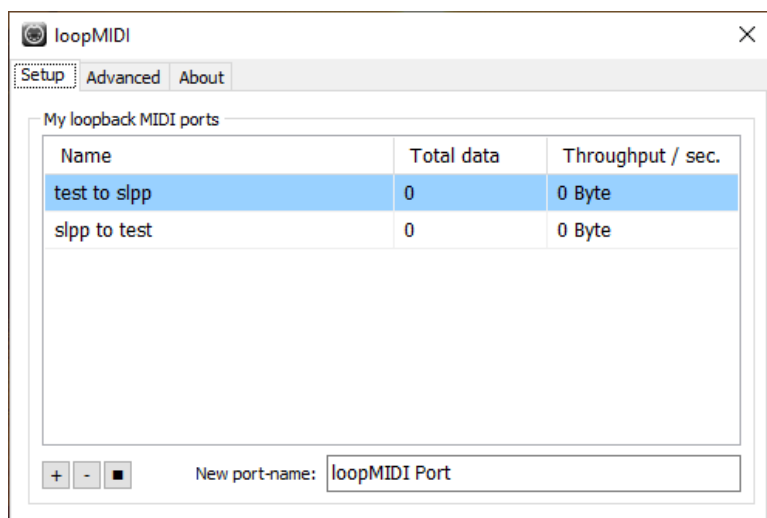 loopMIDI
Setup Advanced About
My loopback MIDI ports
Name Total data Throughput / sec.
test to slpp 0 0 Byte
slpp to test 0 0 Byte
+ - ■ New port-name: loopMIDI Port